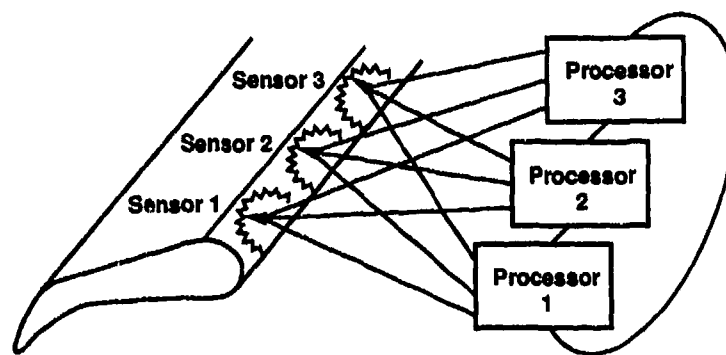 Sensor 3
Sensor 2
Sensor 1
Processor
3
Processor
2
Processor
1